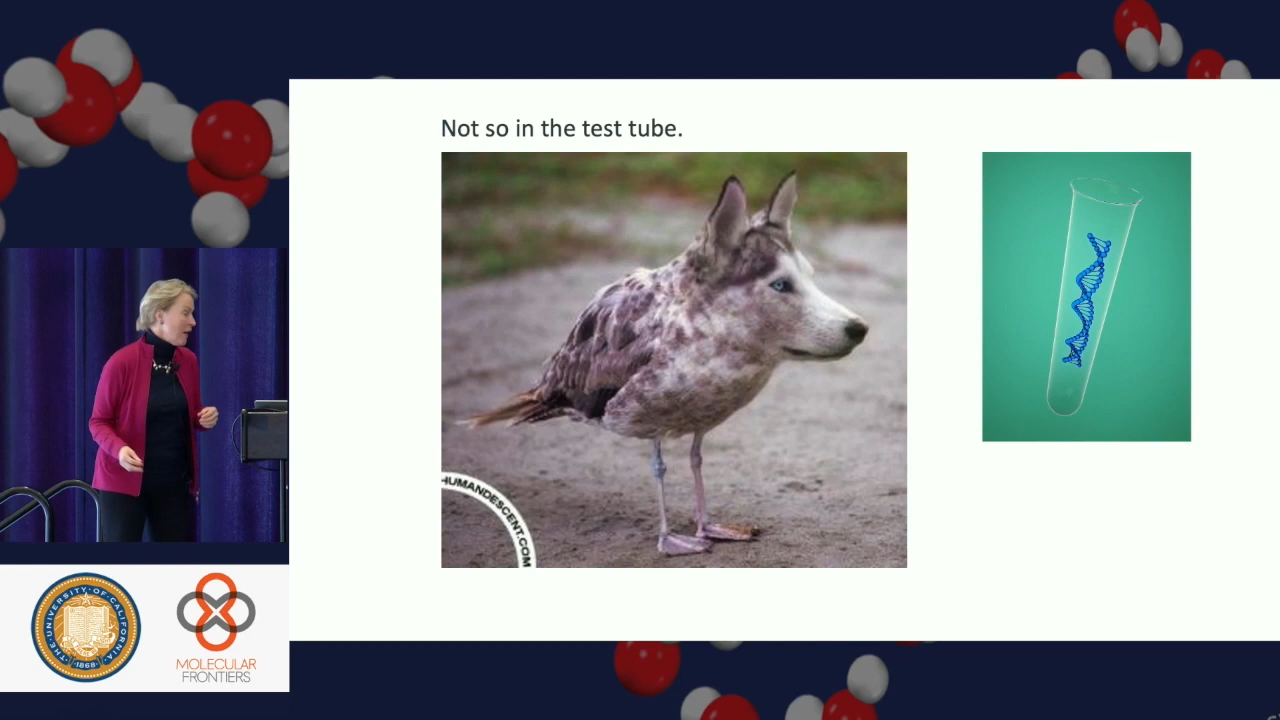 Not so in the test tube.
HUMANDESCENT.COM
THE·UNIVERSITY·OF·CALIFORNIA
·1868·
MOLECULAR
FRONTIERS